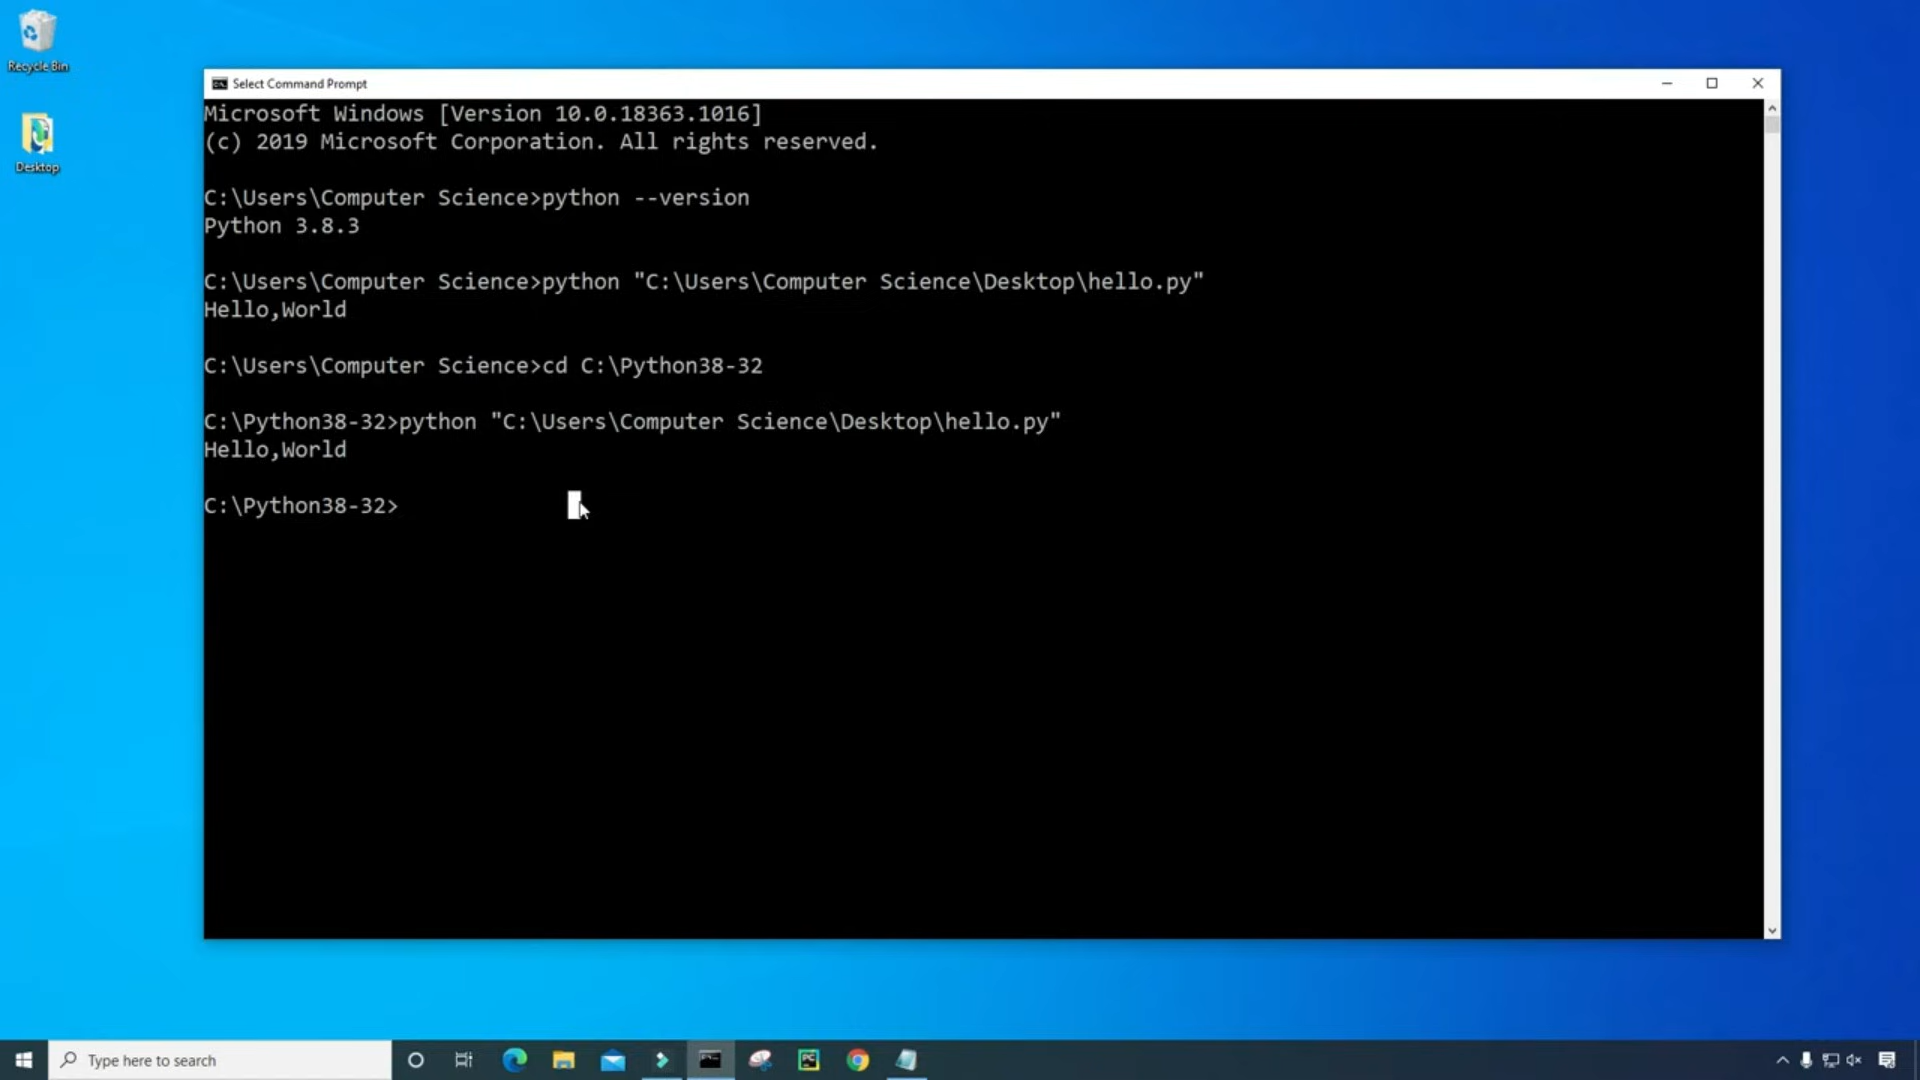 Recycle Bin
Desktop
Select Command Prompt
Microsoft Windows [Version 10.0.18363.1016]
(c) 2019 Microsoft Corporation. All rights reserved.
C:\Users\Computer Science>python --version
Python 3.8.3
C:\Users\Computer Science>python "C:\Users\Computer Science\Desktop\hello.py"
Hello,World
C:\Users\Computer Science>cd C:\Python38-32
C:\Python38-32>python "C:\Users\Computer Science\Desktop\hello.py"
Hello,World
C:\Python38-32>
Type here to search